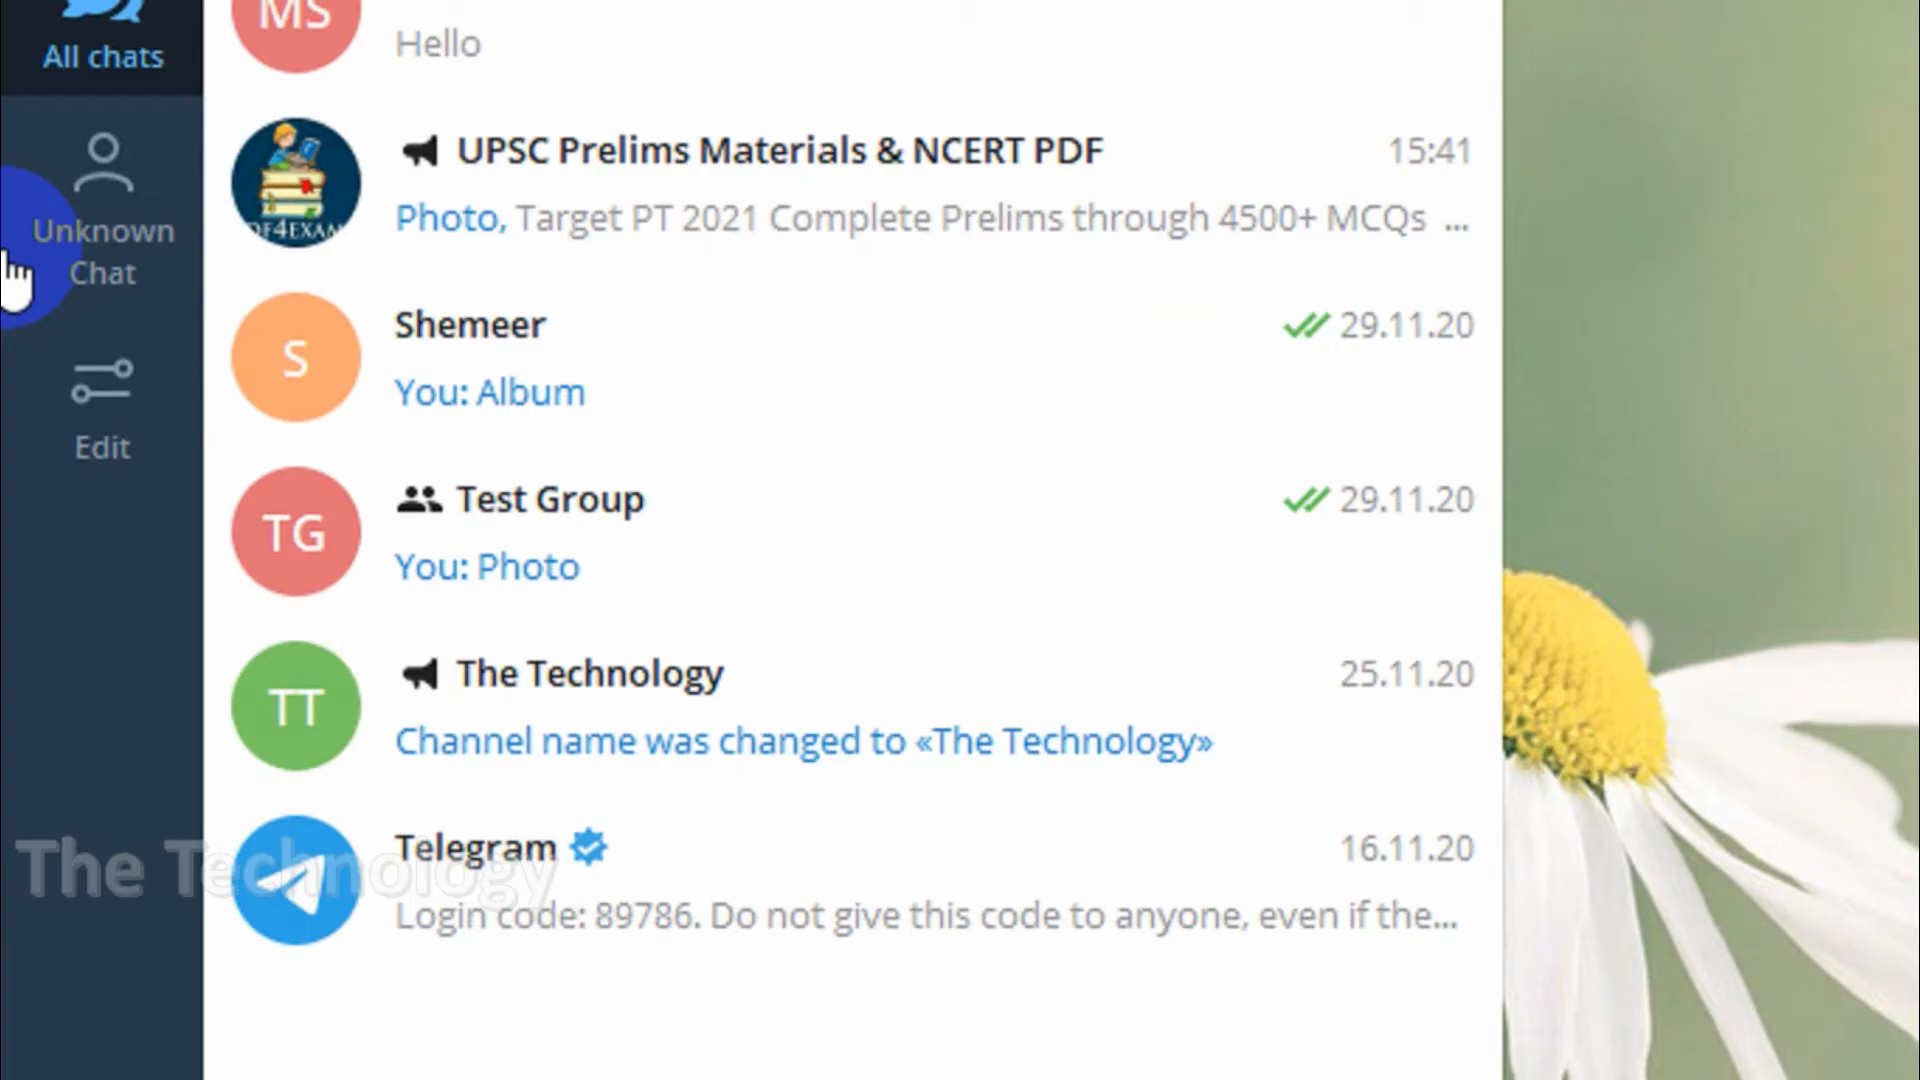 MS
Hello
All chats
UPSC Prelims Materials & NCERT PDF 15:41
Photo, Target PT 2021 Complete Prelims through 4500+ MCQs ...
DF4EXAM
Unknown
Chat
S
Shemeer 29.11.20
You: Album
Edit
TG
Test Group 29.11.20
You: Photo
TT
The Technology 25.11.20
Channel name was changed to «The Technology»
Telegram 16.11.20
Login code: 89786. Do not give this code to anyone, even if the...
The Technology